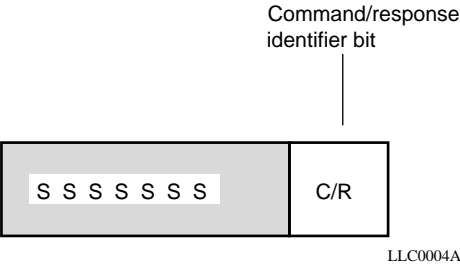 Command/response
identifier bit
S S S S S S S
C/R
LLC0004A